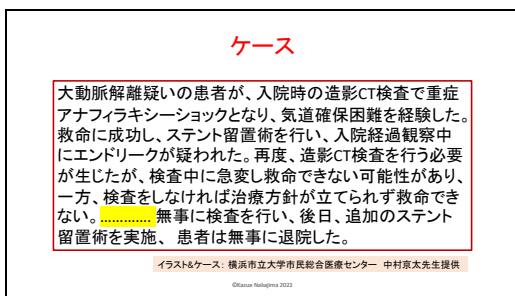 ケース
大動脈解離疑いの患者が、入院時の造影CT検査で重症
アナフィラキシーショックとなり、気道確保困難を経験した。
救命に成功し、ステント留置術を行い、入院経過観察中
にエンドリークが疑われた。再度、造影CT検査を行う必要
が生じたが、検査中に急変し救命できない可能性があり、
一方、検査をしなければ治療方針が立てられず救命でき
ない。............. 無事に検査を行い、後日、追加のステント
留置術を実施、 患者は無事に退院した。
イラスト&ケース： 横浜市立大学市民総合医療センター 中村京太先生提供
©Kazue Nakajima 2022